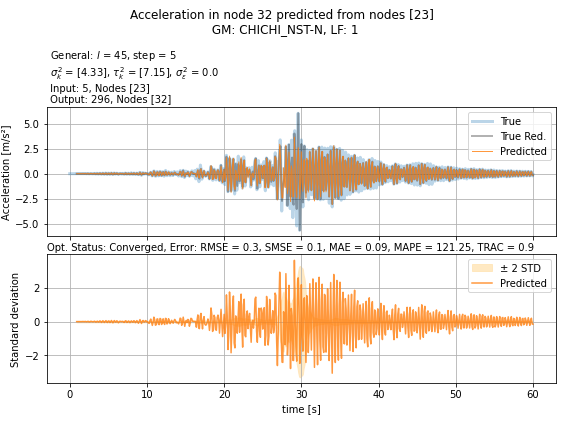 Acceleration in node 32 predicted from nodes [23]
GM: CHICHI_NST-N, LF: 1
General: l = 45, step = 5
σ²ₖ = [4.33], τ²ₖ = [7.15], σ²ε = 0.0
Input: 5, Nodes [23]
Output: 296, Nodes [32]
Acceleration [m/s²]
5.0
2.5
0.0
−2.5
−5.0
True
True Red.
Predicted
Opt. Status: Converged, Error: RMSE = 0.3, SMSE = 0.1, MAE = 0.09, MAPE = 121.25, TRAC = 0.9
Standard deviation
2
0
−2
± 2 STD
Predicted
0 10 20 30 40 50 60
time [s]